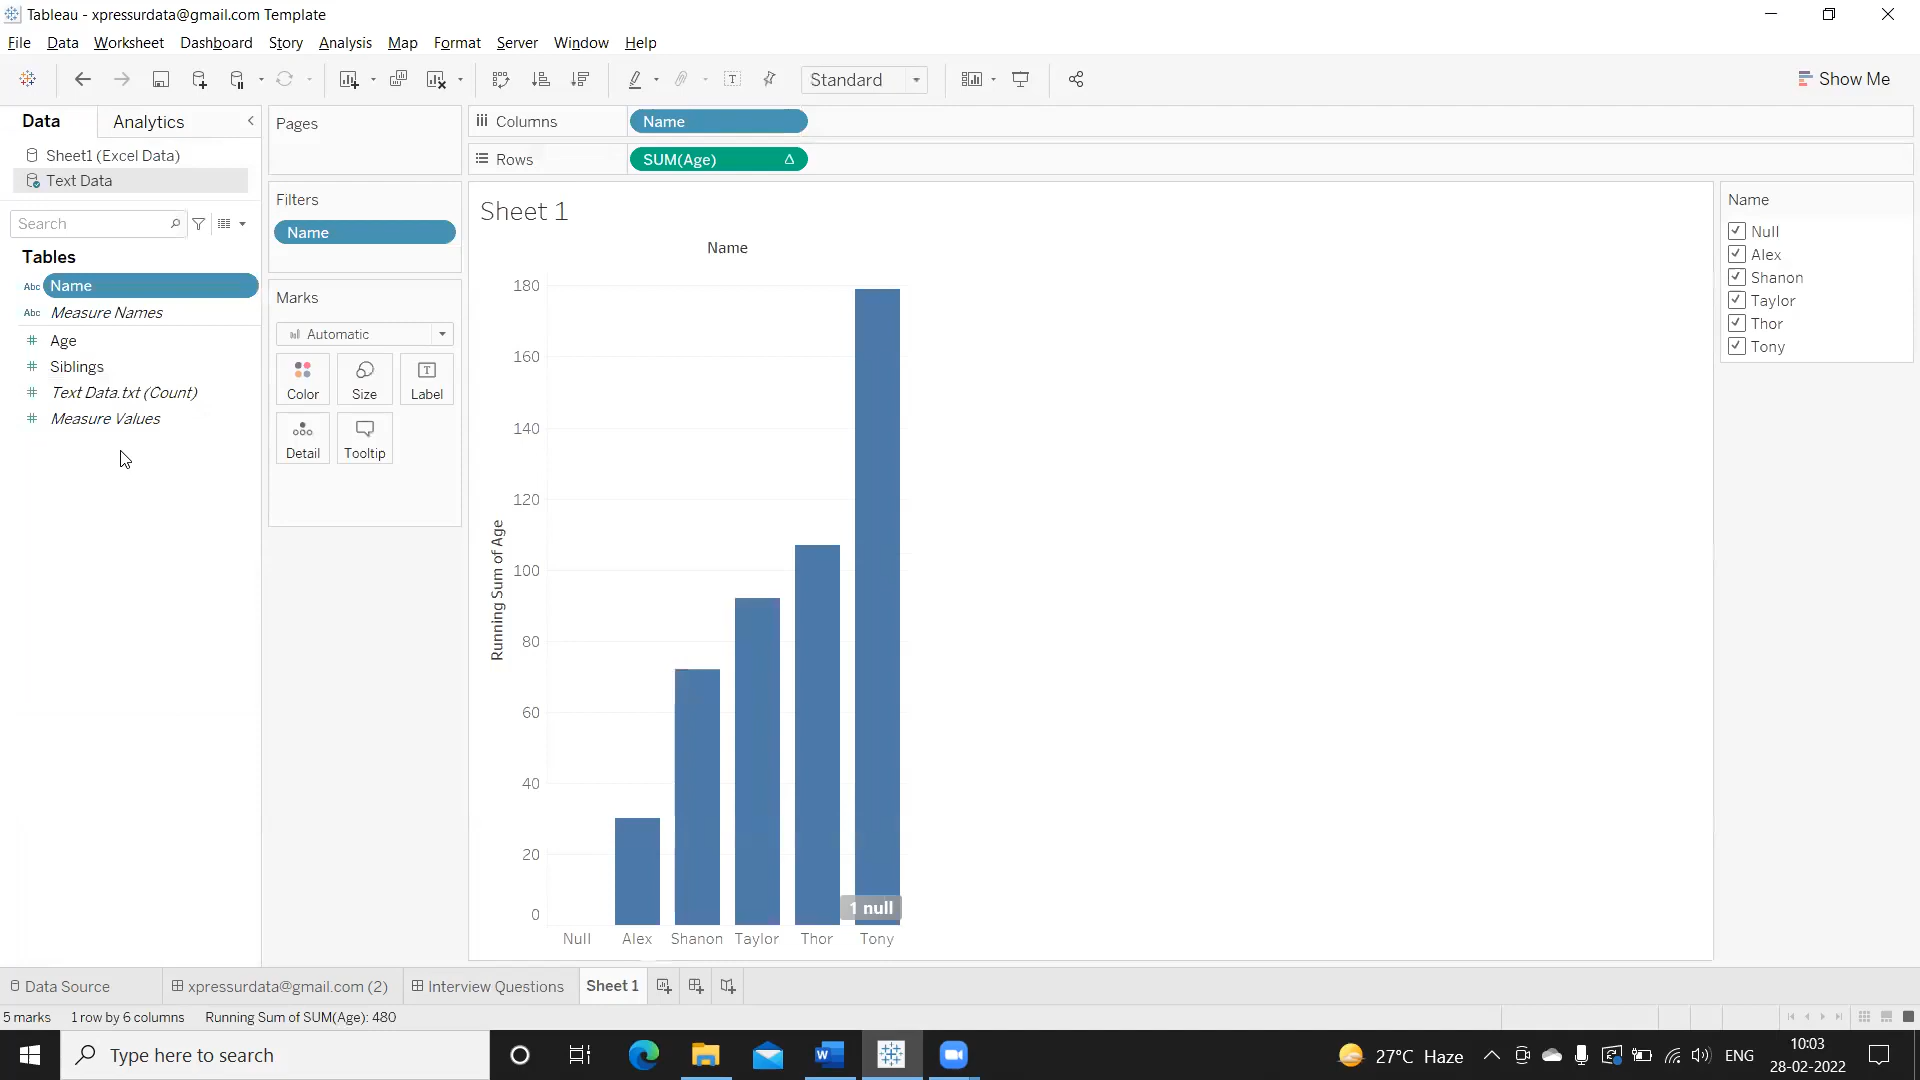 Tableau - xpressurdata@gmail.com Template
File Data Worksheet Dashboard Story Analysis Map Format Server Window Help
Standard
Show Me
Data
Analytics
Sheet1 (Excel Data)
Text Data
Search
Tables
Abc Name
Abc Measure Names
# Age
# Siblings
# Text Data.txt (Count)
# Measure Values
Pages
Filters
Name
Marks
Automatic
Color Size Label
Detail Tooltip
Columns Name
Rows SUM(Age) Δ
Sheet 1
Name
180
160
140
120
100
80
60
40
20
0
Running Sum of Age
1 null
Null Alex Shanon Taylor Thor Tony
Name
Null
Alex
Shanon
Taylor
Thor
Tony
Data Source xpressurdata@gmail.com (2) Interview Questions Sheet 1
5 marks 1 row by 6 columns Running Sum of SUM(Age): 480
Type here to search
27°C Haze
ENG
10:03
28-02-2022